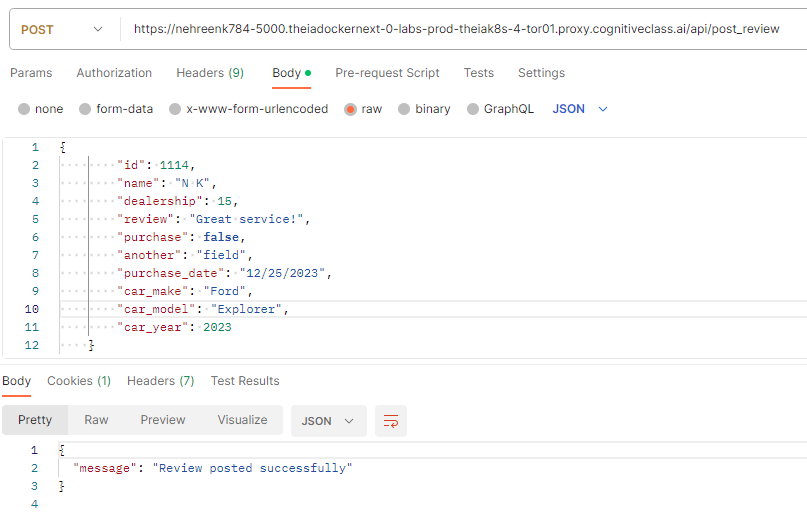 POST https://nehreenk784-5000.theiadockernext-0-labs-prod-theiak8s-4-tor01.proxy.cognitiveclass.ai/api/post_review
Params Authorization Headers (9) Body Pre-request Script Tests Settings
none form-data x-www-form-urlencoded raw binary GraphQL JSON
1 {
2 "id": 1114,
3 "name": "N K",
4 "dealership": 15,
5 "review": "Great service!",
6 "purchase": false,
7 "another": "field",
8 "purchase_date": "12/25/2023",
9 "car_make": "Ford",
10 "car_model": "Explorer",
11 "car_year": 2023
12 }
Body Cookies (1) Headers (7) Test Results
Pretty Raw Preview Visualize JSON
1 {
2 "message": "Review posted successfully"
3 }
4